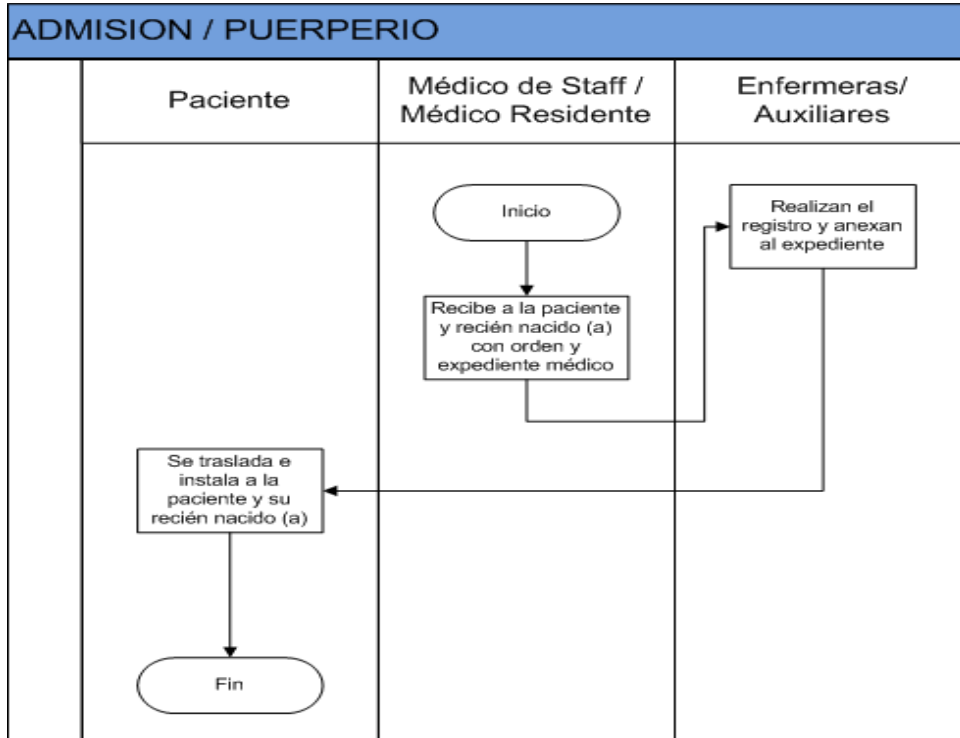 ADMISION / PUERPERIO
Paciente
Médico de Staff /
Médico Residente
Enfermeras/
Auxiliares
Inicio
Realizan el
registro y anexan
al expediente
Recibe a la paciente
y recién nacido (a)
con orden y
expediente médico
Se traslada e
instala a la
paciente y su
recién nacido (a)
Fin